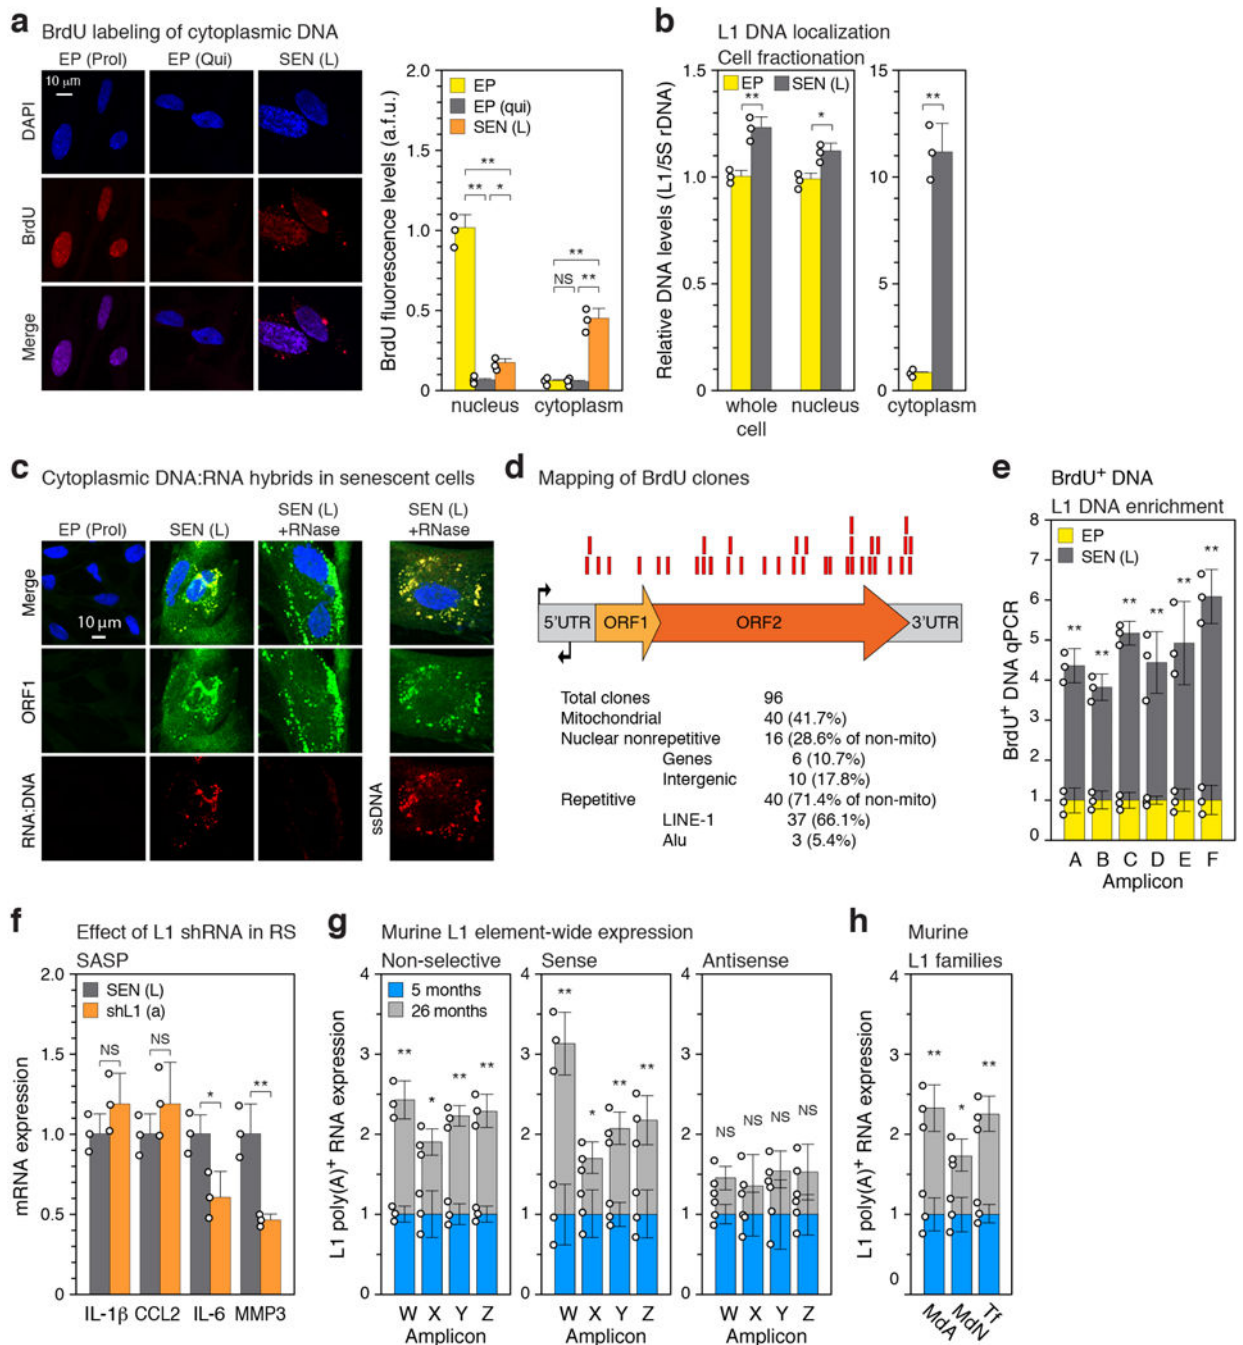 a
BrdU labeling of cytoplasmic DNA
EP (Prol) EP (Qui) SEN (L)
10 µm
DAPI
BrdU
Merge
BrdU fluorescence levels (a.f.u.)
2.0
1.5
1.0
0.5
0
EP
EP (qui)
SEN (L)
**
** *
**
NS **
nucleus cytoplasm
b
L1 DNA localization
Cell fractionation
Relative DNA levels (L1/5S rDNA)
1.5
1.0
0.5
0
EP SEN (L)
**
*
whole
cell
nucleus
15
10
5
0
**
cytoplasm
c
Cytoplasmic DNA:RNA hybrids in senescent cells
EP (Prol) SEN (L) SEN (L)
+RNase
SEN (L)
+RNase
10 µm
Merge
ORF1
RNA:DNA
ssDNA
d
Mapping of BrdU clones
5'UTR ORF1 ORF2 3'UTR
Total clones 96
Mitochondrial 40 (41.7%)
Nuclear nonrepetitive 16 (28.6% of non-mito)
Genes 6 (10.7%)
Intergenic 10 (17.8%)
Repetitive 40 (71.4% of non-mito)
LINE-1 37 (66.1%)
Alu 3 (5.4%)
e
BrdU+ DNA
L1 DNA enrichment
BrdU+ DNA qPCR
8
7
6
5
4
3
2
1
0
EP
SEN (L)
** ** ** ** ** **
A B C D E F
Amplicon
f
Effect of L1 shRNA in RS
SASP
mRNA expression
2.0
1.5
1.0
0.5
0
SEN (L)
shL1 (a)
NS NS * **
IL-1β CCL2 IL-6 MMP3
g
Murine L1 element-wide expression
Non-selective Sense Antisense
L1 poly(A)+ RNA expression
4
3
2
1
0
5 months
26 months
** * ** **
W X Y Z
Amplicon
4
3
2
1
0
** * ** **
W X Y Z
Amplicon
4
3
2
1
0
NS NS NS NS
W X Y Z
Amplicon
h
Murine
L1 families
L1 poly(A)+ RNA expression
4
3
2
1
0
** * **
MdA MdN Tf